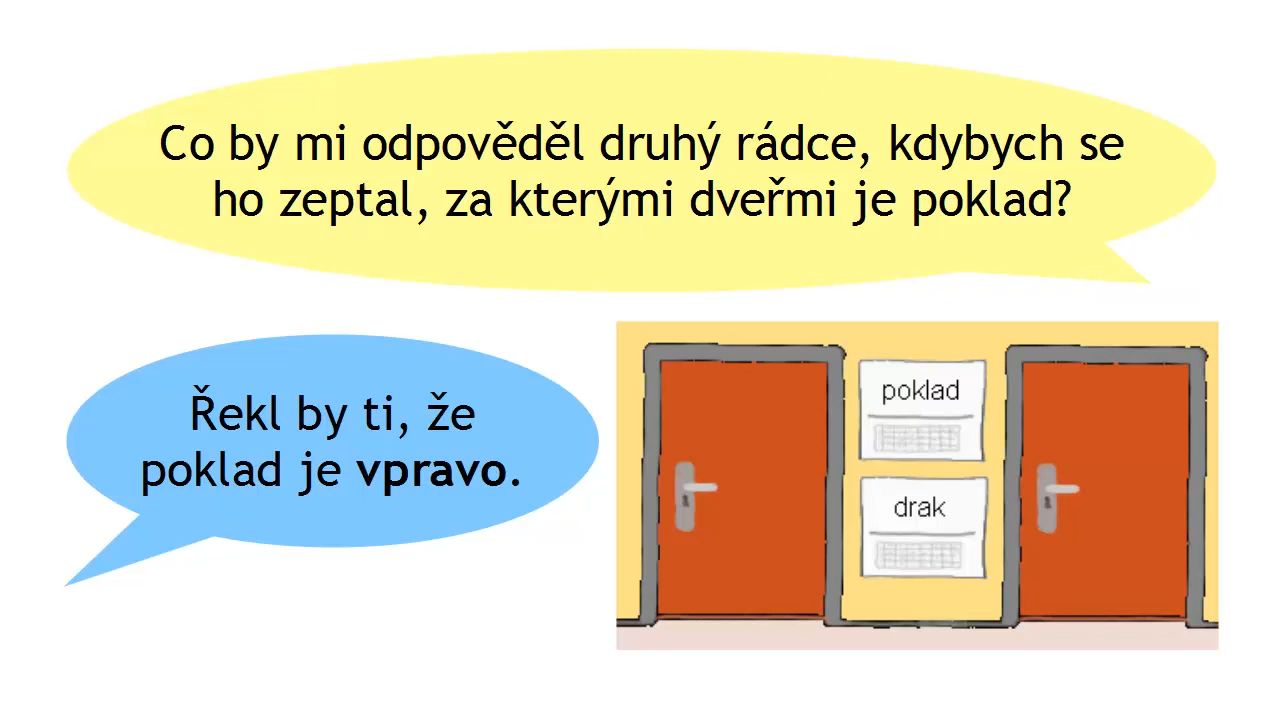 Co by mi odpověděl druhý rádce, kdybych se
ho zeptal, za kterými dveřmi je poklad?
Řekl by ti, že
poklad je vpravo.
poklad
drak